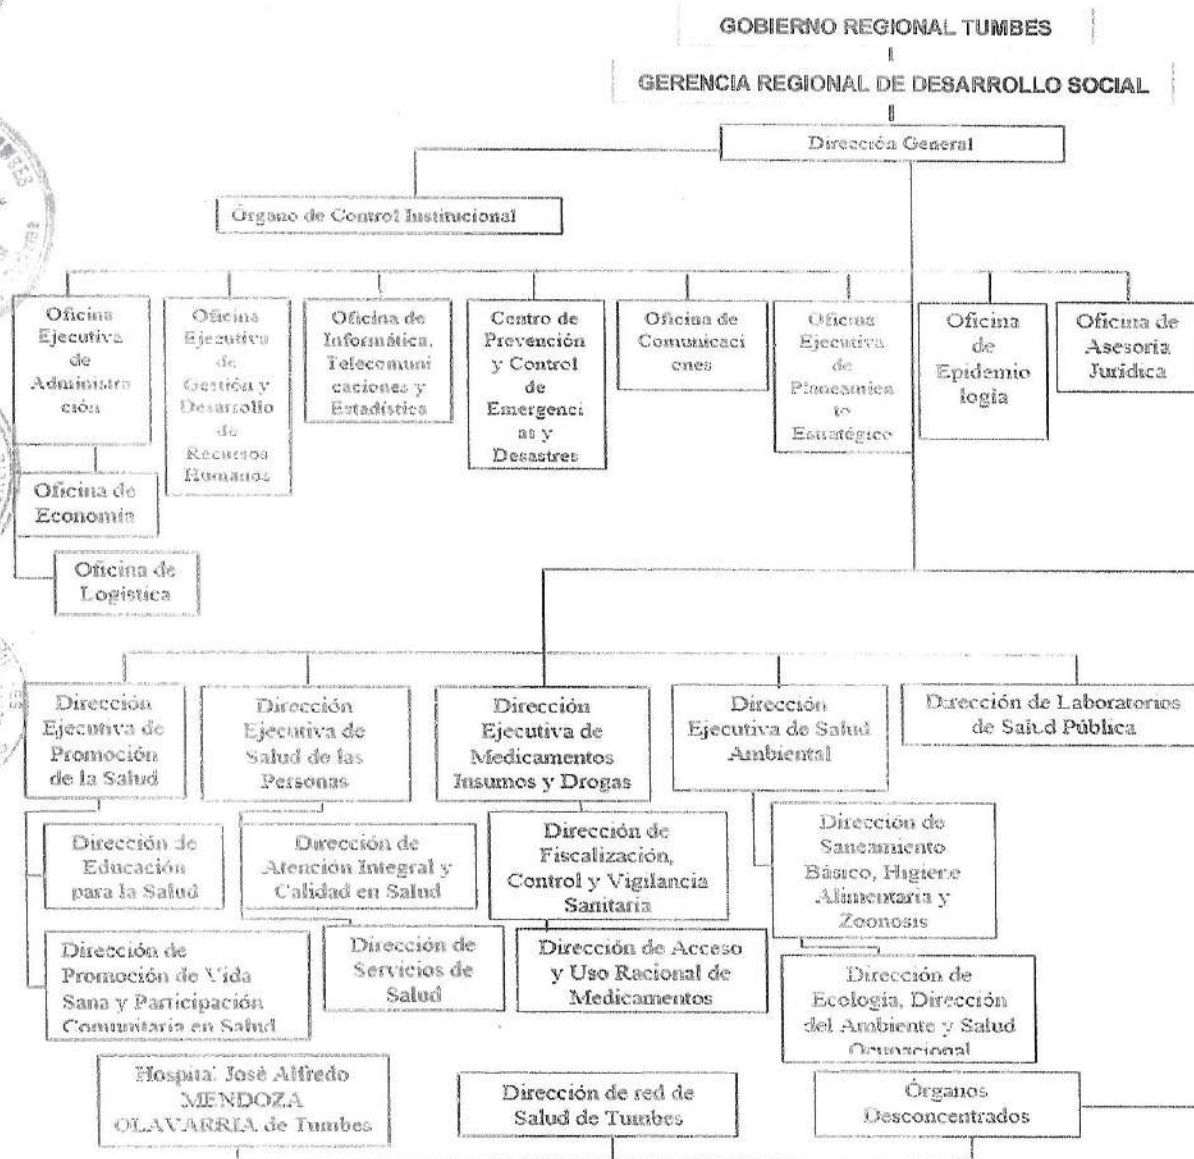 GOBIERNO REGIONAL TUMBES
GERENCIA REGIONAL DE DESARROLLO SOCIAL
Dirección General
Órgano de Control Institucional
Oficina
Ejecutiva
de
Administra
ción
Oficina
Ejecutiva
de
Gestión y
Desarrollo
de
Recursos
Humanos
Oficina de
Informática,
Telecomuni
caciones y
Estadística
Centro de
Prevención
y Control
de
Emergenci
as y
Desastres
Oficina de
Comunicaci
ones
Oficina
Ejecutiva
de
Planeamien
to
Estratégico
Oficina
de
Epidemio
logía
Oficina de
Asesoría
Jurídica
Oficina de
Economía
Oficina de
Logística
Dirección
Ejecutiva de
Promoción
de la Salud
Dirección
Ejecutiva de
Salud de las
Personas
Dirección
Ejecutiva de
Medicamentos
Insumos y Drogas
Dirección
Ejecutiva de Salud
Ambiental
Dirección de Laboratorios
de Salud Pública
Dirección de
Educación
para la Salud
Dirección de
Atención Integral y
Calidad en Salud
Dirección de
Fiscalización,
Control y Vigilancia
Sanitaria
Dirección de
Saneamiento
Básico, Higiene
Alimentaria y
Zoonosis
Dirección de
Promoción de Vida
Sana y Participación
Comunitaria en Salud
Dirección de
Servicios de
Salud
Dirección de Acceso
y Uso Racional de
Medicamentos
Dirección de
Ecología, Dirección
del Ambiente y Salud
Ocupacional
Hospital José Alfredo
MENDOZA
OLAVARRIA de Tumbes
Dirección de red de
Salud de Tumbes
Órganos
Desconcentrados